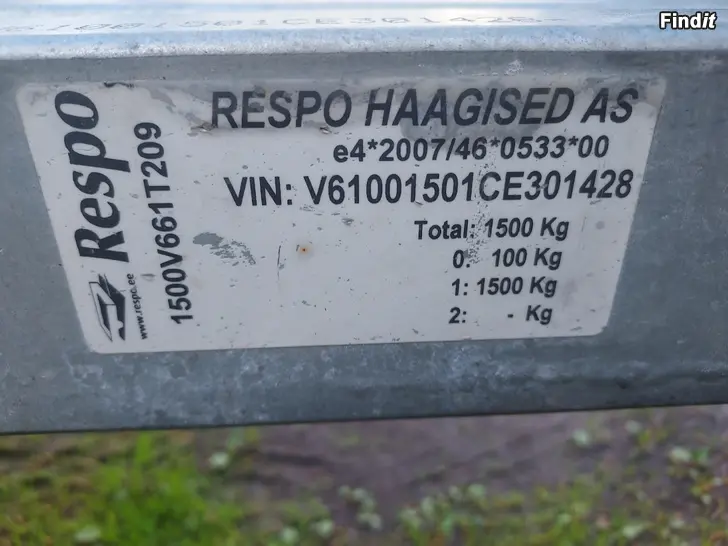 Findit
RESPO HAAGISED AS
e4*2007/46*0533*00
VIN: V61001501CE301428
Total: 1500 Kg
0: 100 Kg
1: 1500 Kg
2: - Kg
Respo
www.respo.ee
1500V661T209